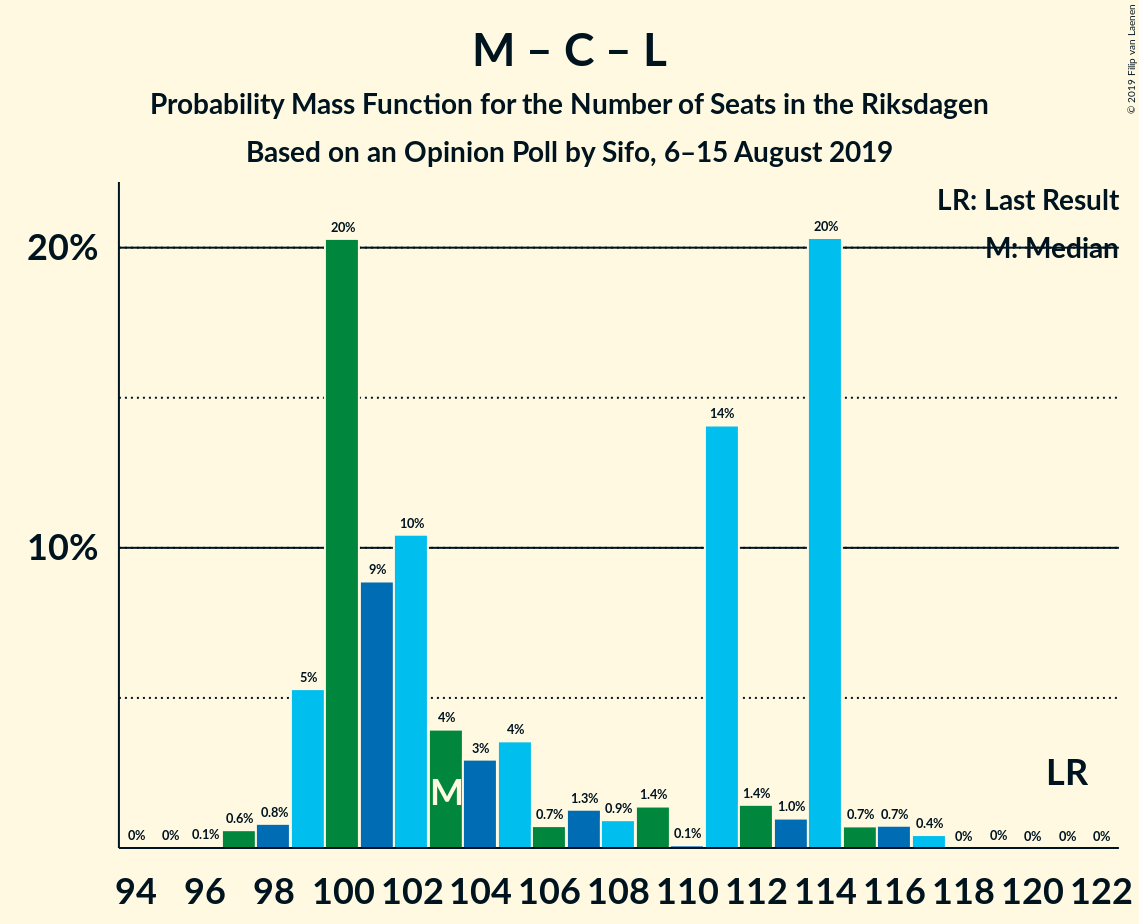 M – C – L
Probability Mass Function for the Number of Seats in the Riksdagen
Based on an Opinion Poll by Sifo, 6–15 August 2019
© 2019 Filip van Laenen
LR: Last Result
M: Median
20%
10%
0% 0% 0.1% 0.6% 0.8% 5% 20% 9% 10% 4% 3% 4% 0.7% 1.3% 0.9% 1.4% 0.1% 14% 1.4% 1.0% 20% 0.7% 0.7% 0.4% 0% 0% 0% 0% 0%
M
LR
94 96 98 100 102 104 106 108 110 112 114 116 118 120 122